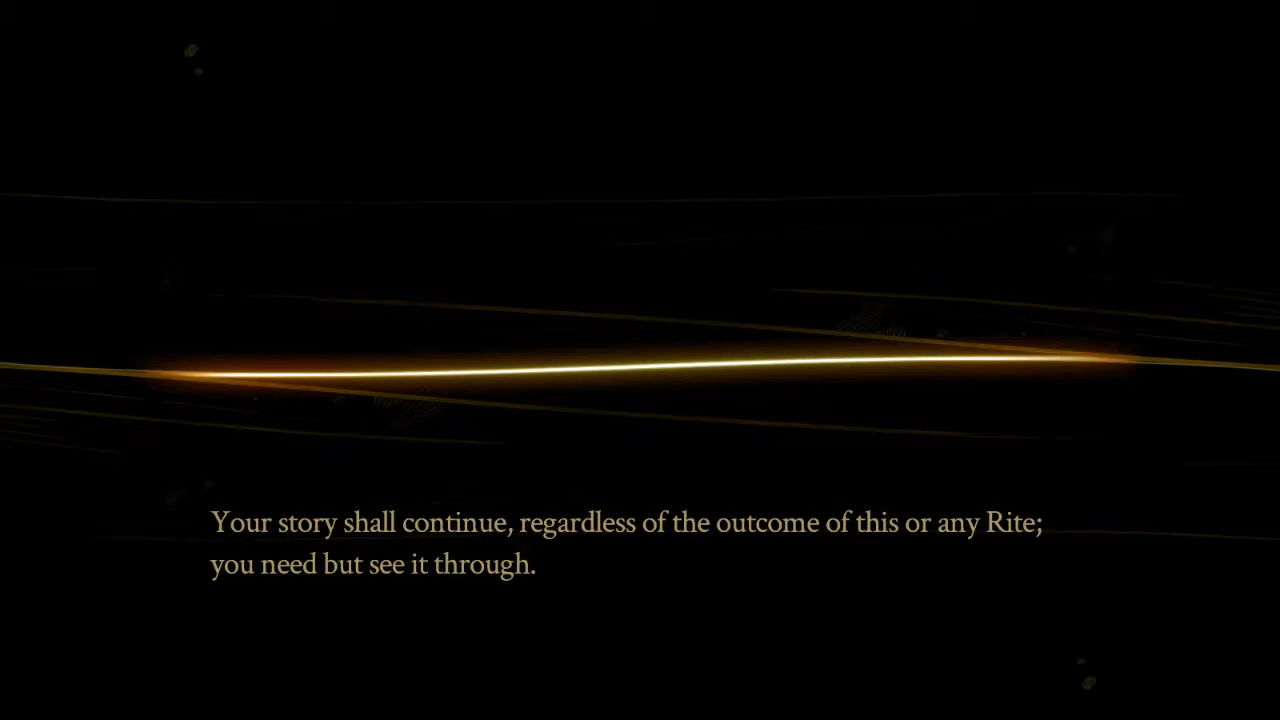 Your story shall continue, regardless of the outcome of this or any Rite;
you need but see it through.